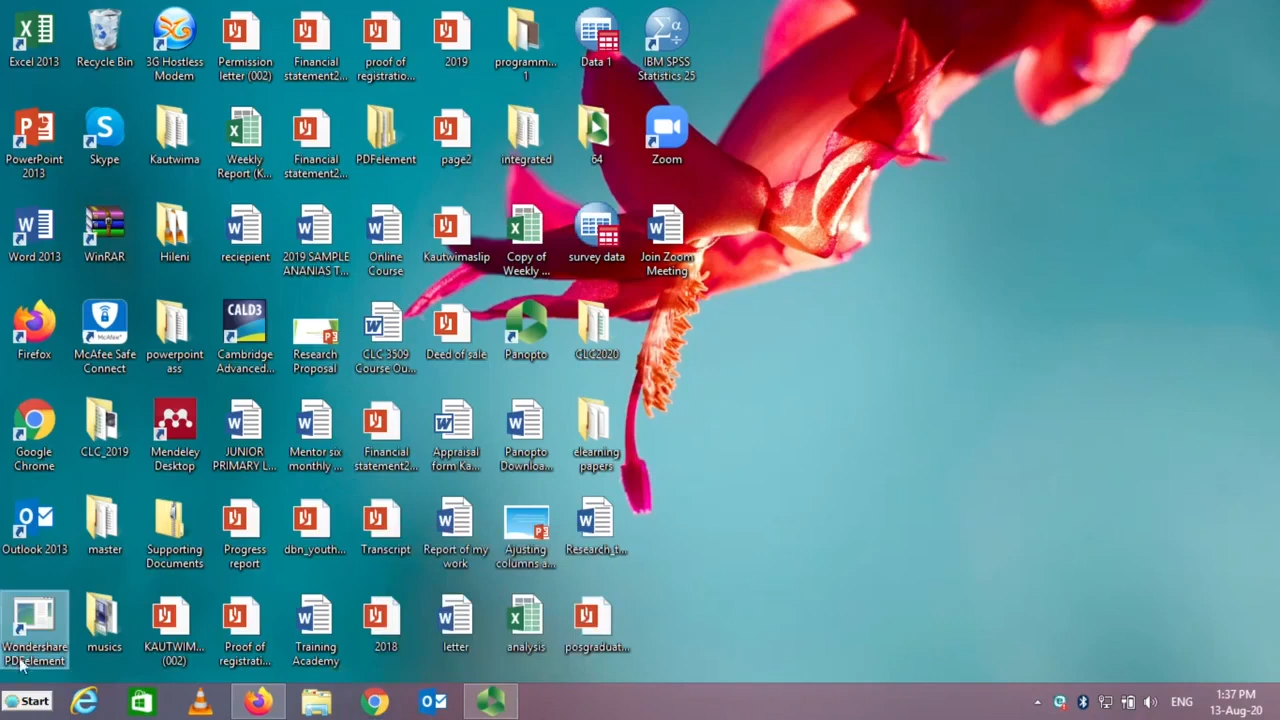 Excel 2013
Recycle Bin
3G Hostless
Modem
Permission
letter (002)
Financial
statement2...
proof of
registratio...
2019
programm...
1
Data 1
IBM SPSS
Statistics 25
PowerPoint
2013
Skype
Kautwima
Weekly
Report (K...
Financial
statement2...
PDFelement
page2
integrated
64
Zoom
Word 2013
WinRAR
Hileni
reciepient
2019 SAMPLE
ANANIAS T...
Online
Course
Kautwimaslip
Copy of
Weekly ...
survey data
Join Zoom
Meeting
Firefox
McAfee Safe
Connect
powerpoint
ass
CALD3
Cambridge
Advanced...
Research
Proposal
CLC 3509
Course Ou...
Deed of sale
Panopto
CLC2020
Google
Chrome
CLC_2019
Mendeley
Desktop
JUNIOR
PRIMARY L...
Mentor six
monthly ...
Financial
statement2...
Appraisal
form Ka...
Panopto
Downloa...
elearning
papers
Outlook 2013
master
Supporting
Documents
Progress
report
dbn_youth...
Transcript
Report of my
work
Ajusting
columns a...
Research_t...
Wondershare
PDFelement
musics
KAUTWIM...
(002)
Proof of
registrati...
Training
Academy
2018
letter
analysis
posgraduat...
Start
ENG
1:37 PM
13-Aug-20